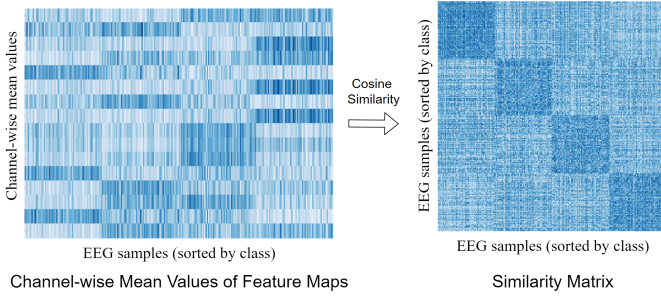 Channel-wise mean values
EEG samples (sorted by class)
Channel-wise Mean Values of Feature Maps
Cosine
Similarity
EEG samples (sorted by class)
EEG samples (sorted by class)
Similarity Matrix